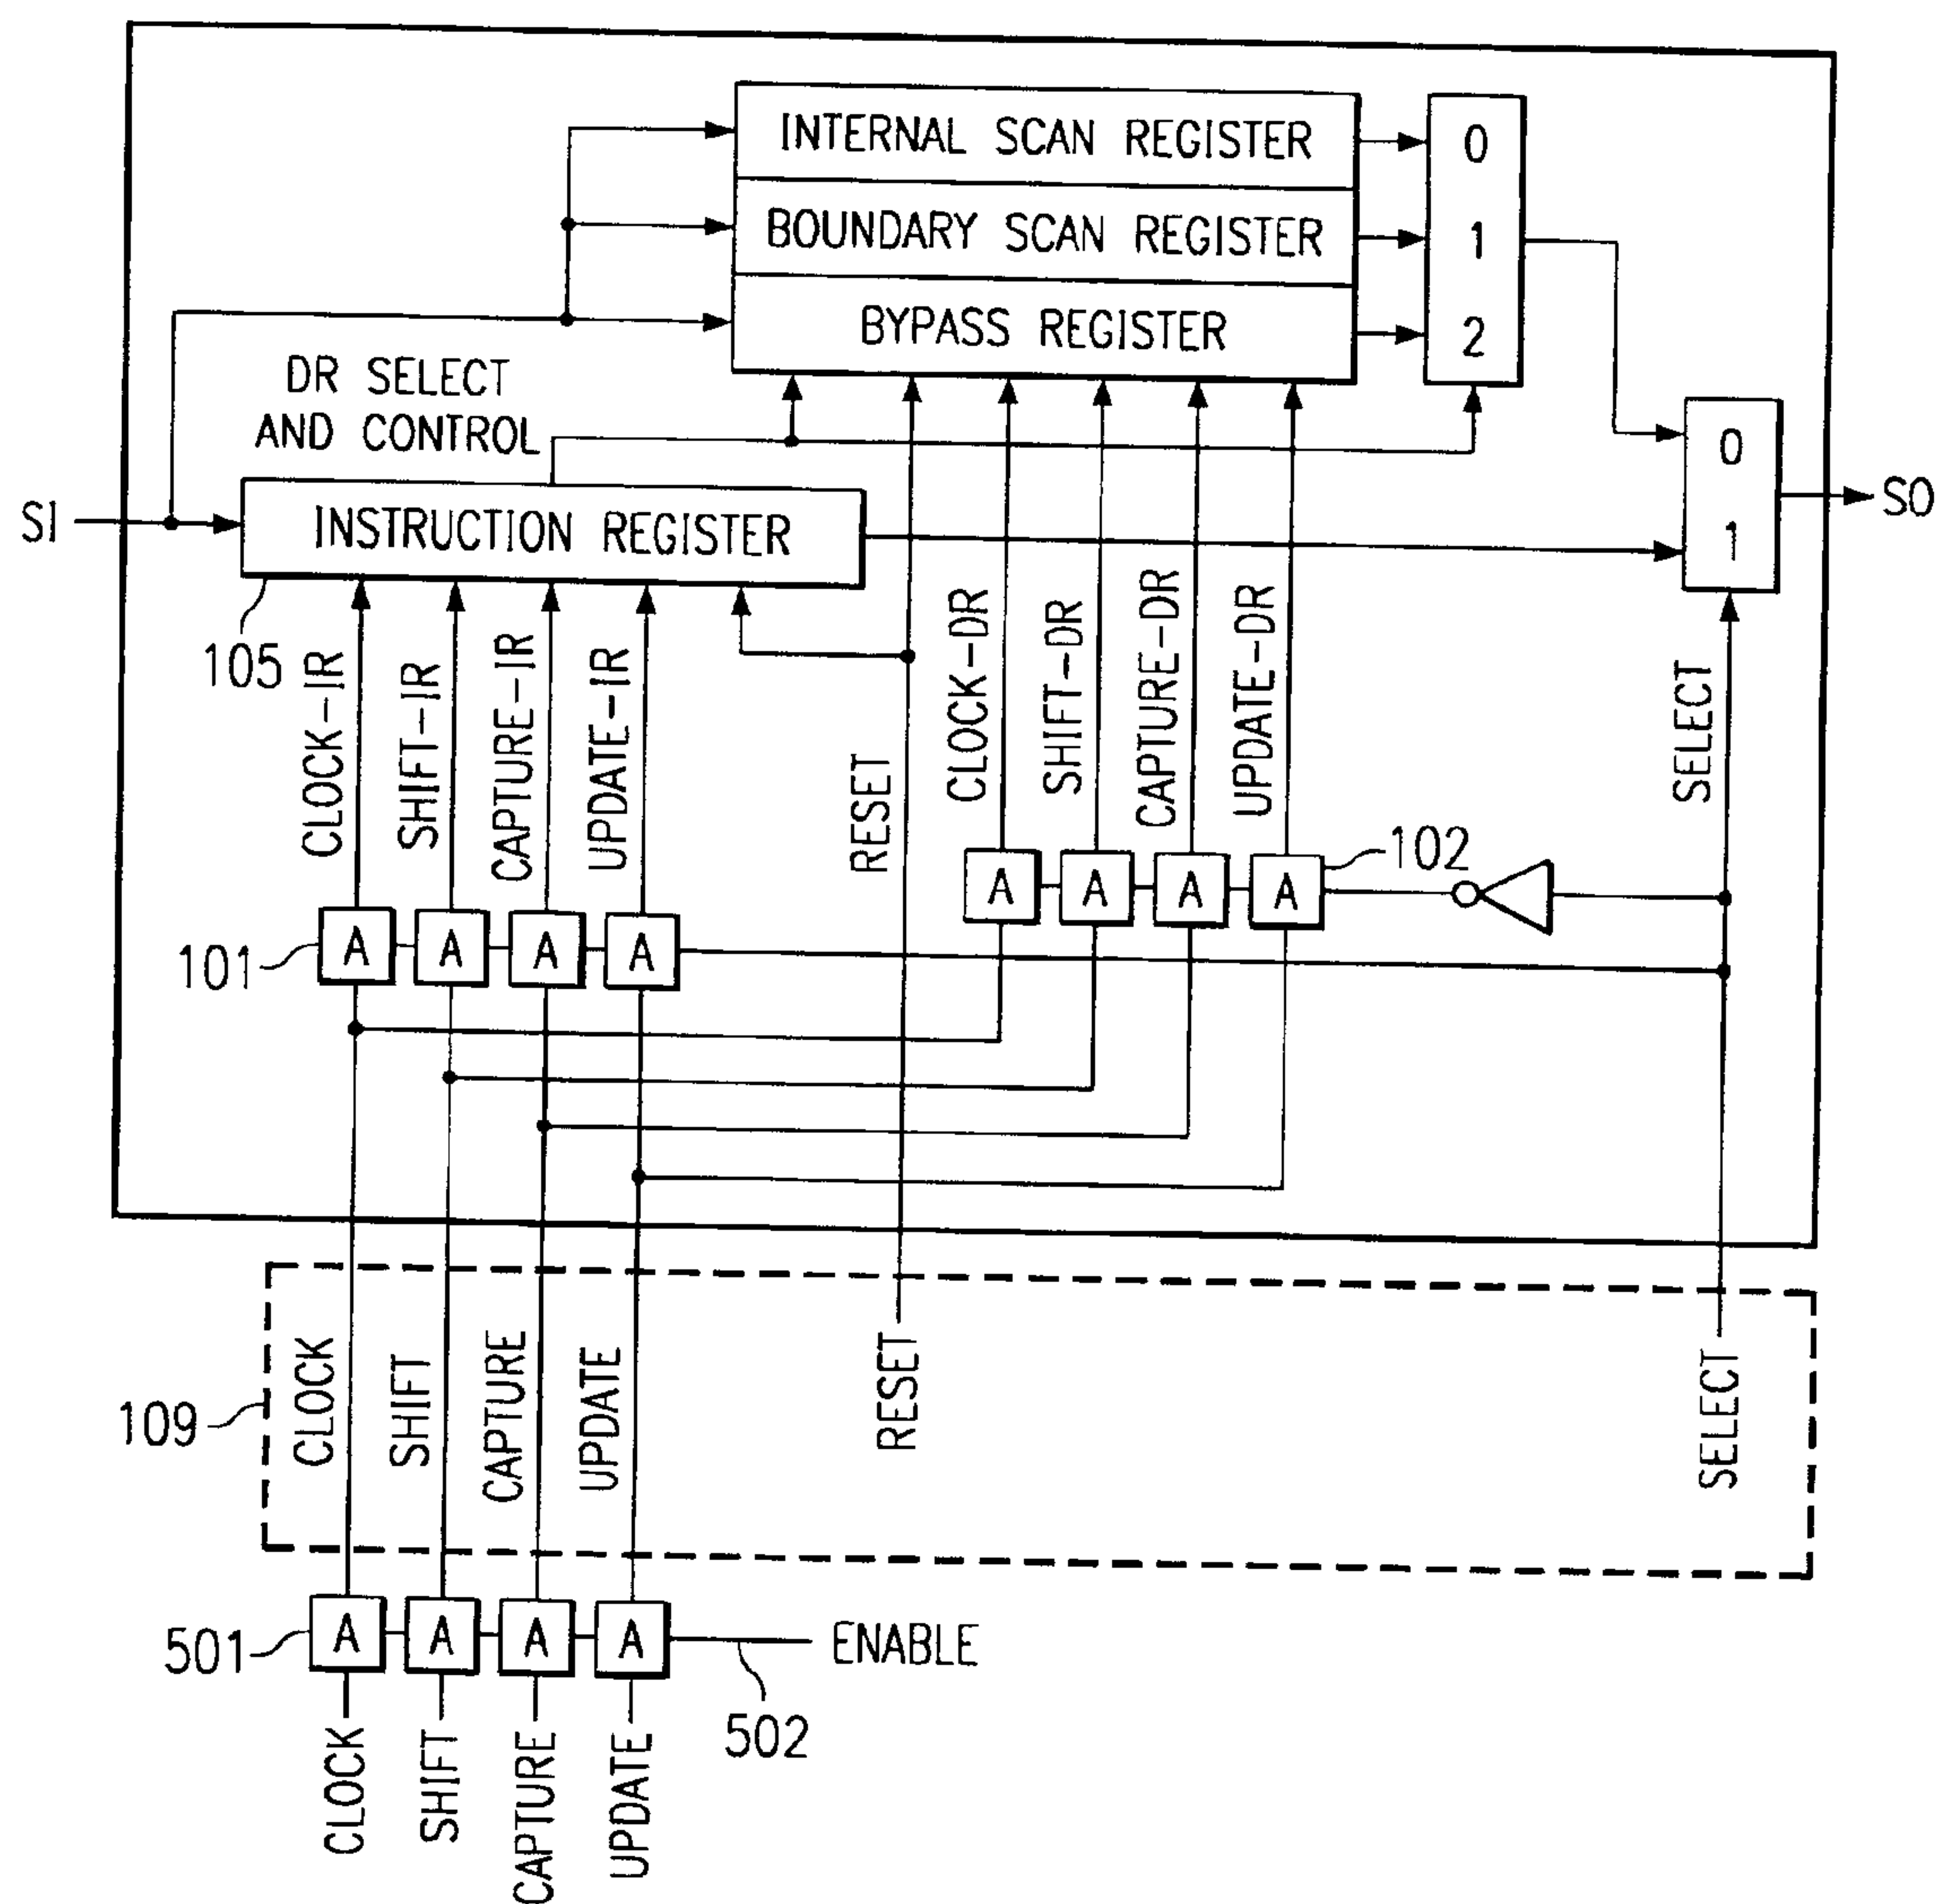 INTERNAL SCAN REGISTER
0
BOUNDARY SCAN REGISTER
1
BYPASS REGISTER
2
DR SELECT
AND CONTROL
0
SI
INSTRUCTION REGISTER
1
SO
105
CLOCK-IR
SHIFT-IR
CAPTURE-IR
UPDATE-IR
RESET
CLOCK-DR
SHIFT-DR
CAPTURE-DR
UPDATE-DR
SELECT
A
A
A
A
102
101
A
A
A
A
109
CLOCK
SHIFT
CAPTURE
UPDATE
RESET
SELECT
501
A
A
A
A
ENABLE
502
CLOCK
SHIFT
CAPTURE
UPDATE